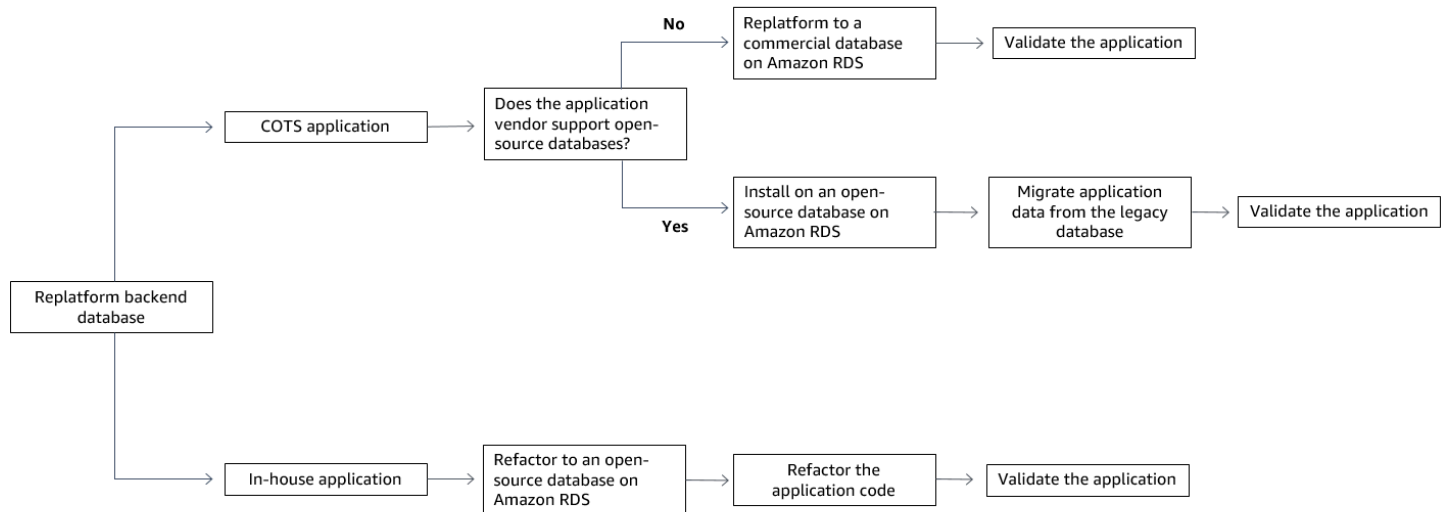 No
Replatform to a
commercial database
on Amazon RDS
Validate the application
COTS application
Does the application
vendor support open-
source databases?
Yes
Install on an open-
source database on
Amazon RDS
Migrate application
data from the legacy
database
Validate the application
Replatform backend
database
In-house application
Refactor to an open-
source database on
Amazon RDS
Refactor the
application code
Validate the application